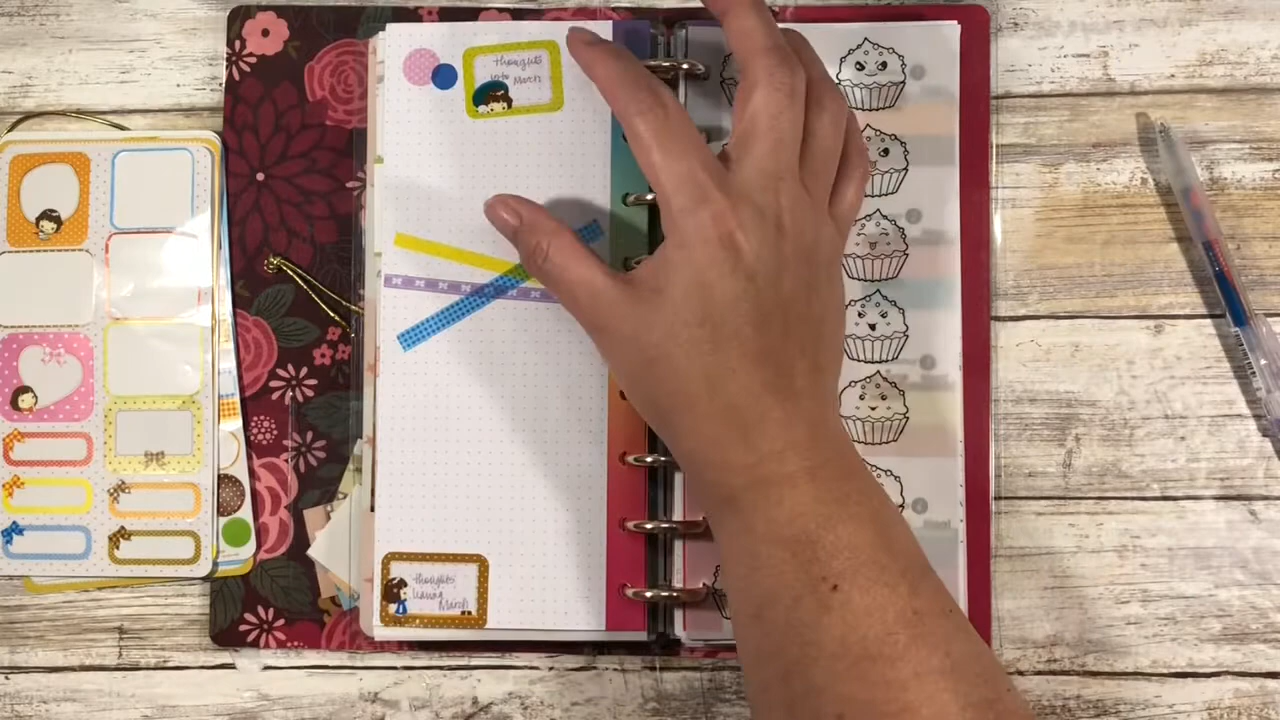 thoughts
into March
thoughts
leaving
March